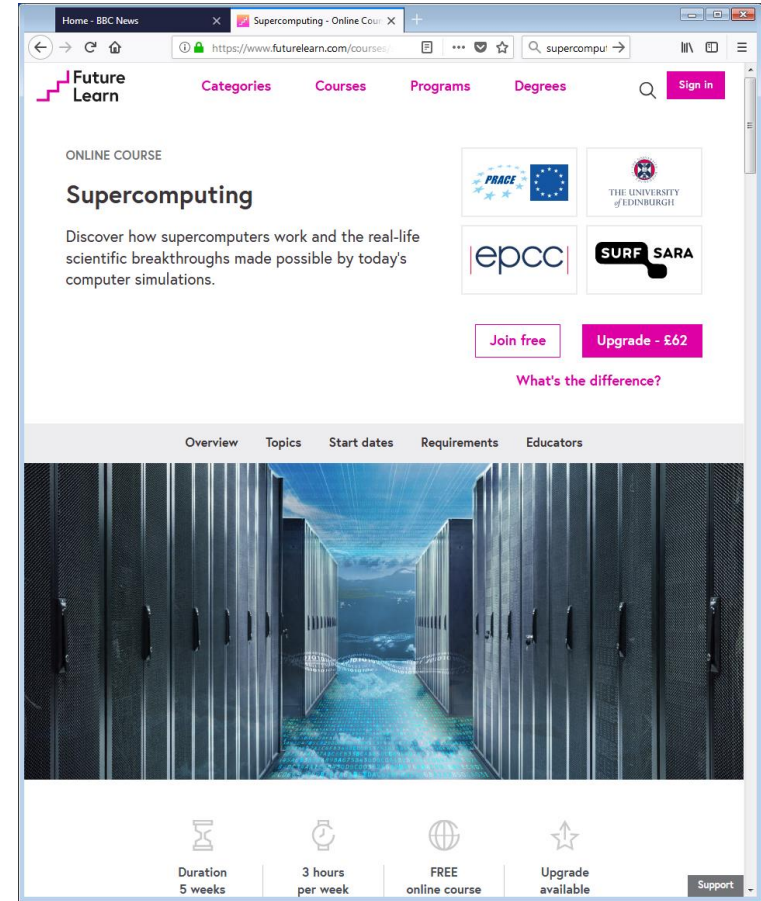 Home - BBC News
Supercomputing - Online Cour
https://www.futurelearn.com/courses/
supercomput
Future
Learn
Categories Courses Programs Degrees
Sign in
ONLINE COURSE
Supercomputing
Discover how supercomputers work and the real-life
scientific breakthroughs made possible by today's
computer simulations.
PRACE
THE UNIVERSITY
of EDINBURGH
epcc
SURF SARA
Join free Upgrade - £62
What's the difference?
Overview Topics Start dates Requirements Educators
Duration 3 hours FREE Upgrade
5 weeks per week online course available
Support